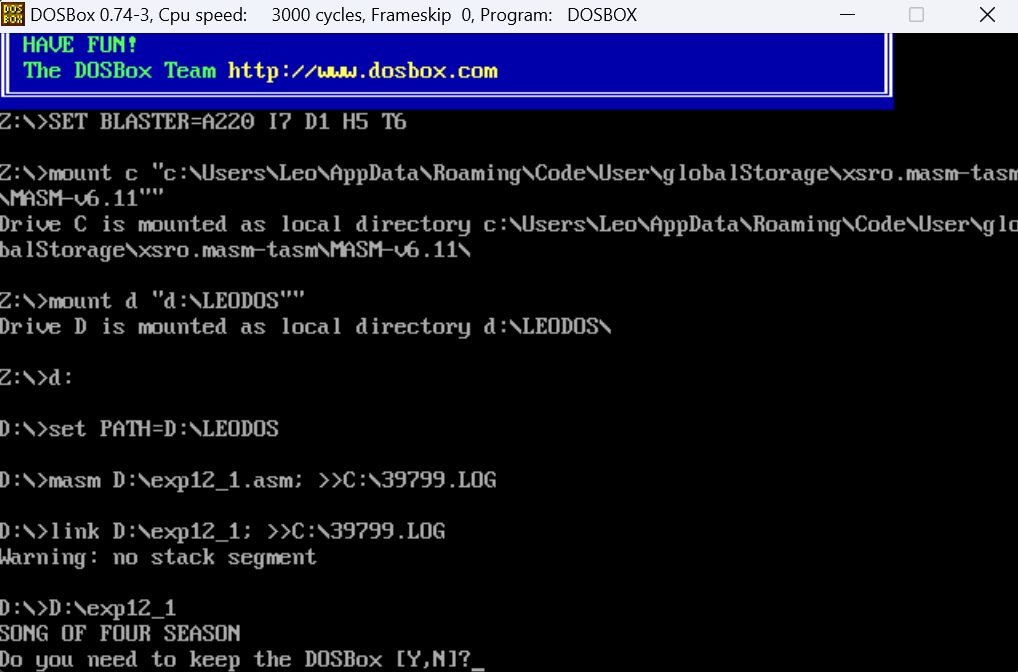 DOSBox 0.74-3, Cpu speed: 3000 cycles, Frameskip 0, Program: DOSBOX
HAVE FUN!
The DOSBox Team http://www.dosbox.com
Z:\>SET BLASTER=A220 I7 D1 H5 T6
Z:\>mount c "c:\Users\Leo\AppData\Roaming\Code\User\globalStorage\xsro.masm-tasm
\MASM-v6.11""
Drive C is mounted as local directory c:\Users\Leo\AppData\Roaming\Code\User\glo
balStorage\xsro.masm-tasm\MASM-v6.11\
Z:\>mount d "d:\LEODOS""
Drive D is mounted as local directory d:\LEODOS\
Z:\>d:
D:\>set PATH=D:\LEODOS
D:\>masm D:\exp12_1.asm; >>C:\39799.LOG
D:\>link D:\exp12_1; >>C:\39799.LOG
Warning: no stack segment
D:\>D:\exp12_1
SONG OF FOUR SEASON
Do you need to keep the DOSBox [Y,N]?_